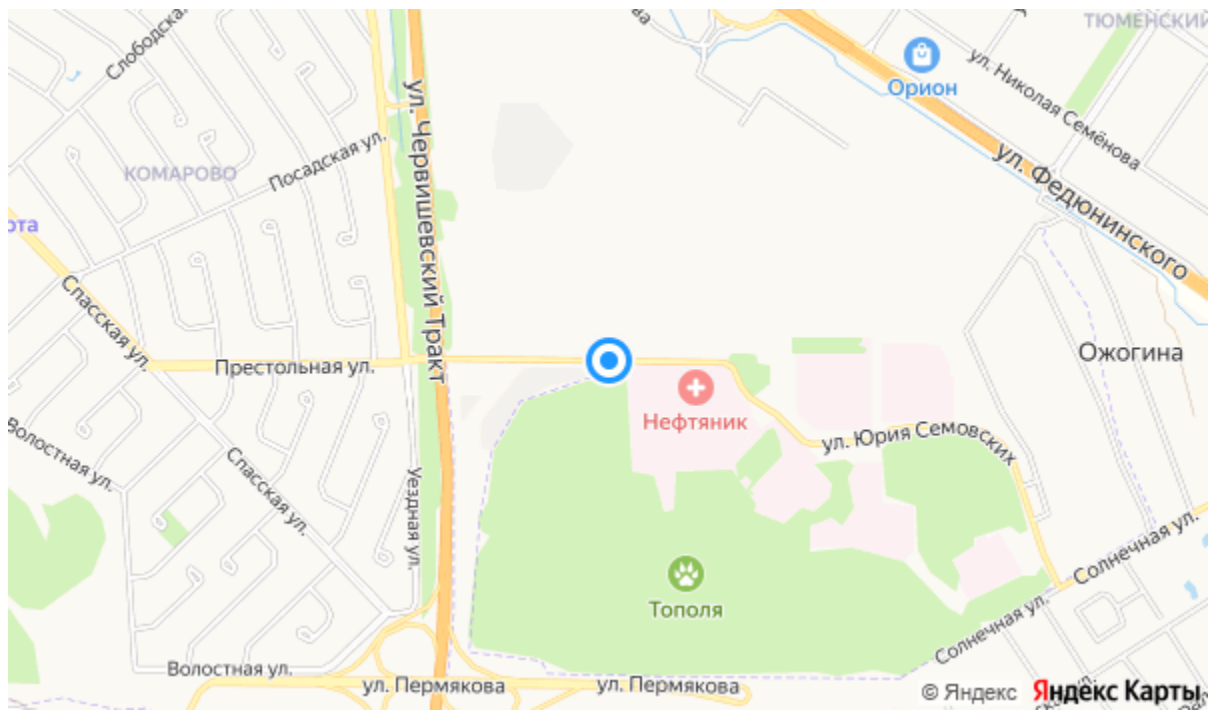 Слободская
ТЮМЕНСКИЙ
Орион
ул. Николая Семёнова
ул. Червишевский Тракт
Посадская ул.
КОМАРОВО
ул. Федюнинского
Спасская ул.
Престольная ул.
Ожогина
Нефтяник
ул. Юрия Семовских
Волостная ул.
Спасская ул.
Уездная ул.
Солнечная ул.
Тополя
Солнечная ул.
Волостная ул.
ул. Пермякова
ул. Пермякова
© Яндекс Яндекс Карты